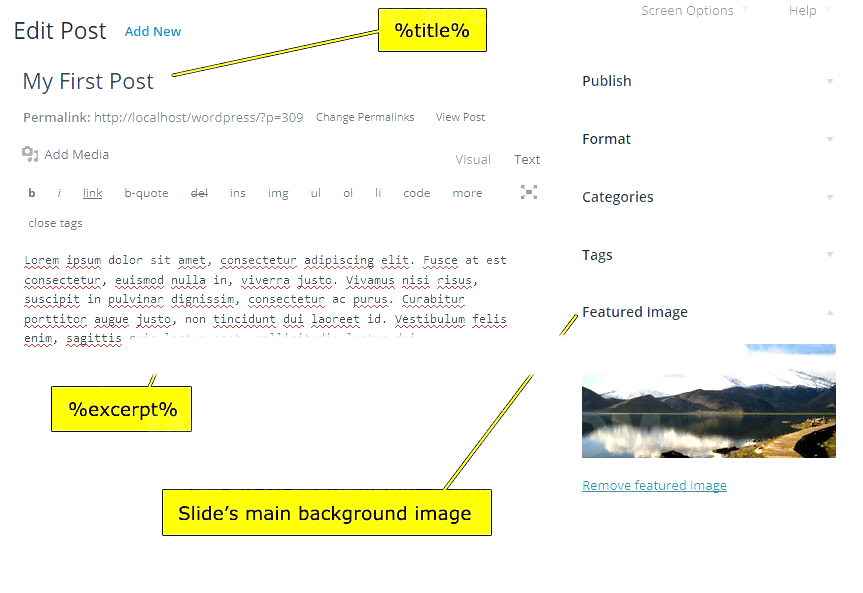 Screen Options Help
Edit Post Add New
%title%
My First Post
Permalink: http://localhost/wordpress/?p=309 Change Permalinks View Post
Add Media
Visual Text
b i link b-quote del ins img ul ol li code more
close tags
Lorem ipsum dolor sit amet, consectetur adipiscing elit. Fusce at est
consectetur, euismod nulla in, viverra justo. Vivamus nisi risus,
suscipit in pulvinar dignissim, consectetur ac purus. Curabitur
porttitor augue justo, non tincidunt dui laoreet id. Vestibulum felis
enim, sagittis
%excerpt%
Slide's main background image
Publish
Format
Categories
Tags
Featured Image
Remove featured image